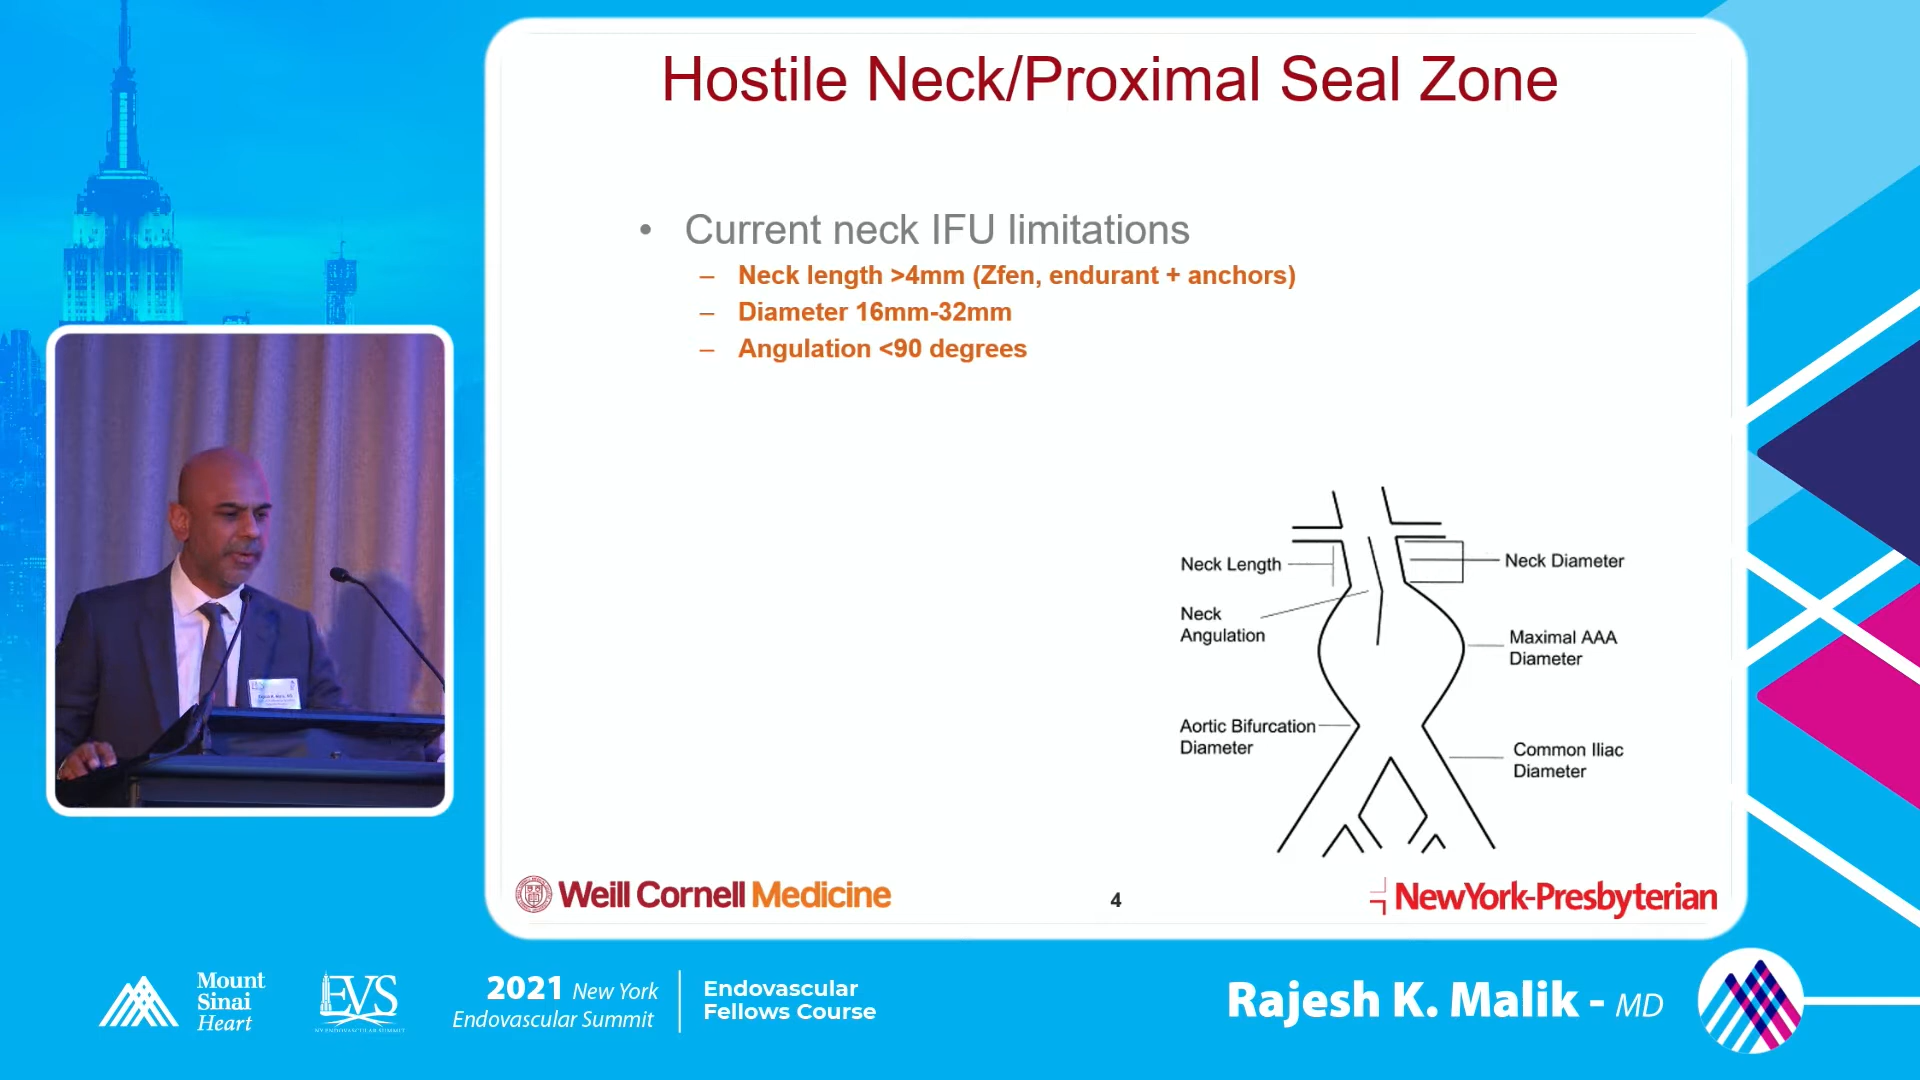 Hostile Neck/Proximal Seal Zone
• Current neck IFU limitations
– Neck length >4mm (Zfen, endurant + anchors)
– Diameter 16mm-32mm
– Angulation <90 degrees
Neck Length
Neck Diameter
Neck
Angulation
Maximal AAA
Diameter
Aortic Bifurcation
Diameter
Common Iliac
Diameter
Weill Cornell Medicine
4
NewYork-Presbyterian
Mount
Sinai
Heart
EVS
NY ENDOVASCULAR SUMMIT
2021 New York
Endovascular Summit
Endovascular
Fellows Course
Rajesh K. Malik - MD